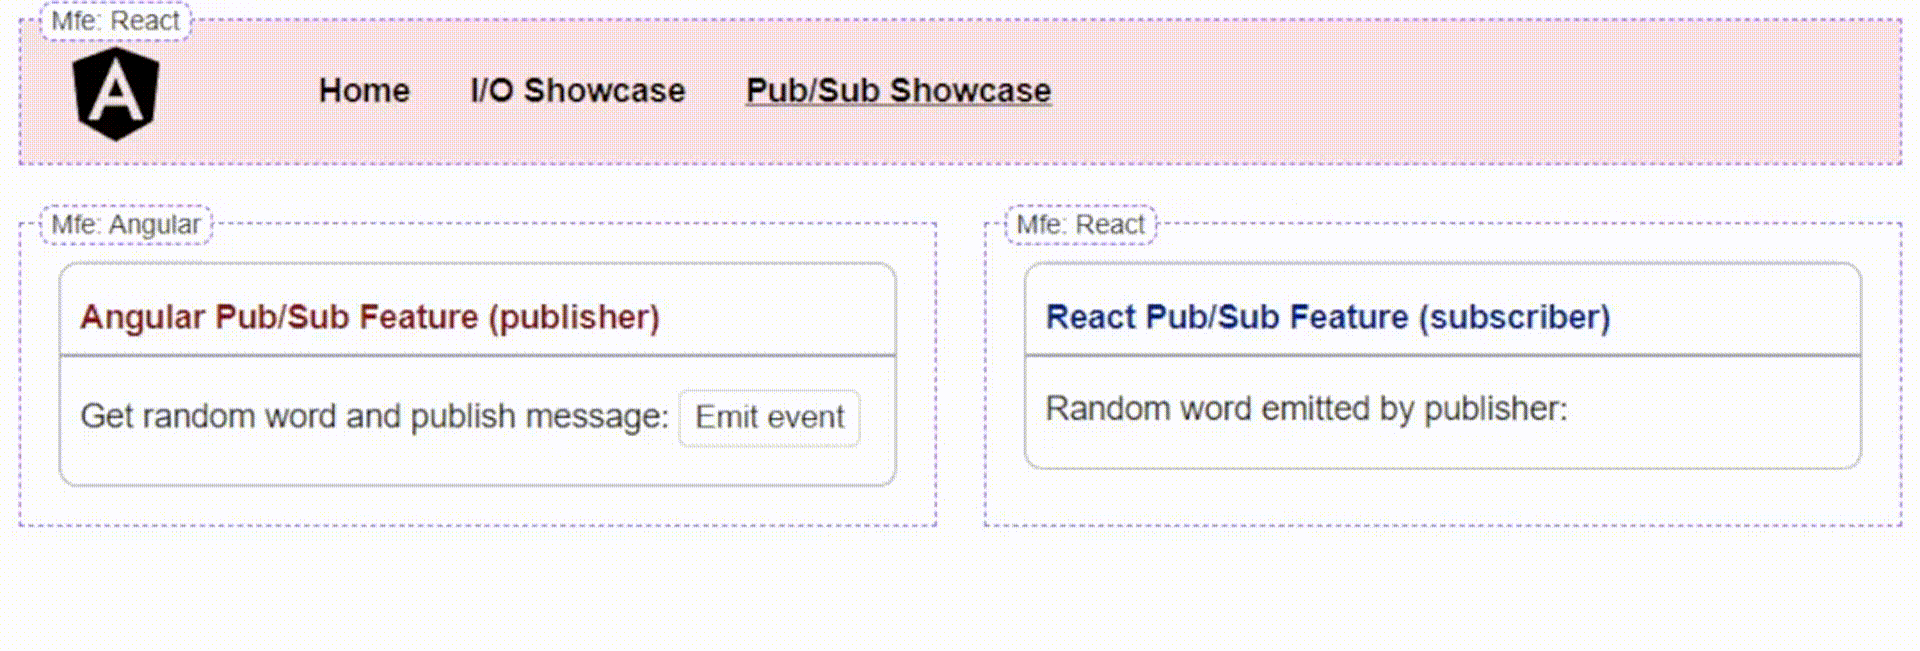 Mfe: React
A
Home I/O Showcase Pub/Sub Showcase
Mfe: Angular
Angular Pub/Sub Feature (publisher)
Get random word and publish message: Emit event
Mfe: React
React Pub/Sub Feature (subscriber)
Random word emitted by publisher: